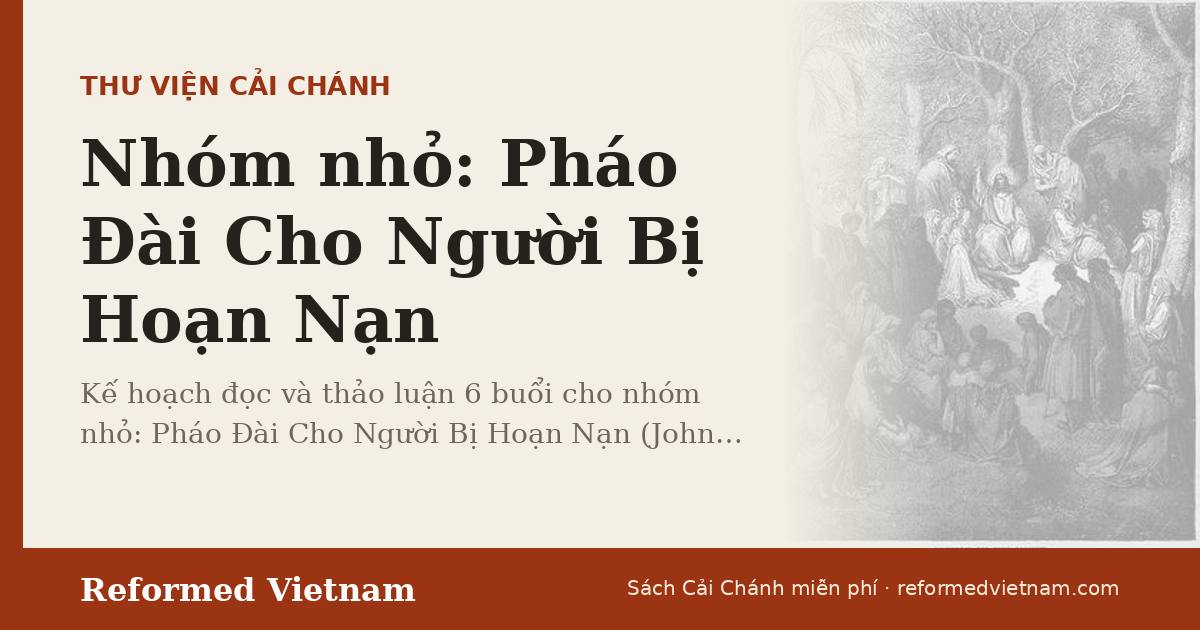 THƯ VIỆN CẢI CHÁNH
Nhóm nhỏ: Pháo
Đài Cho Người Bị
Hoạn Nạn
Kế hoạch đọc và thảo luận 6 buổi cho nhóm
nhỏ: Pháo Đài Cho Người Bị Hoạn Nạn (John...
Reformed Vietnam
Sách Cải Chánh miễn phí · reformedvietnam.com